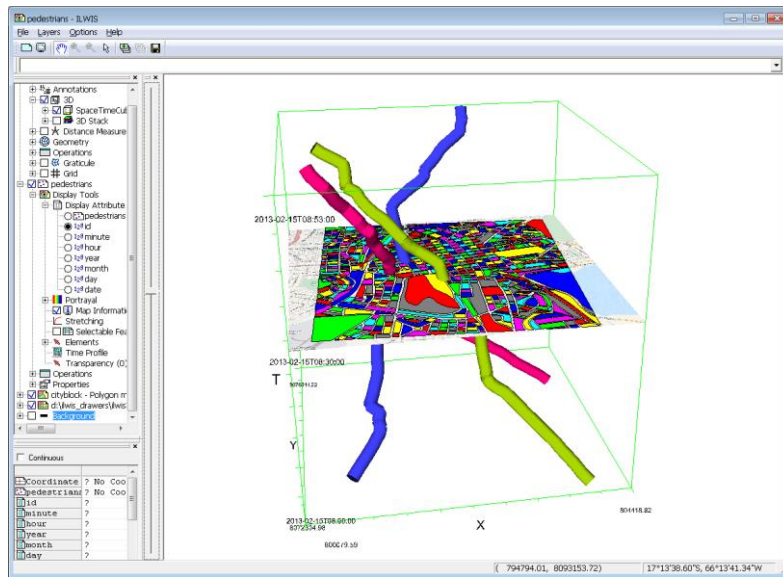 pedestrians - ILWIS
File Layers Options Help
Annotations
3D
SpaceTimeCul
3D Stack
Distance Measure
Geometry
Operations
Graticule
Grid
pedestrians
Display Tools
Display Attribute
pedestrians
id
minute
hour
year
month
day
date
Portrayal
Map Informatio
Stretching
Selectable Fea
Elements
Time Profile
Transparency (0)
Operations
Properties
cityblock - Polygon m
d:\ilwis_drawers\ilwis
Background
Continuous
Coordinate ? No Coo
pedestrians ? No Coo
id ?
minute ?
hour ?
year ?
month ?
day ?
2013-02-15T08:53:00
2013-02-15T08:30:00
T
Y
X
804418.82
( 794794.01, 8093153.72) 17°13'38.60"S, 66°13'41.34"W